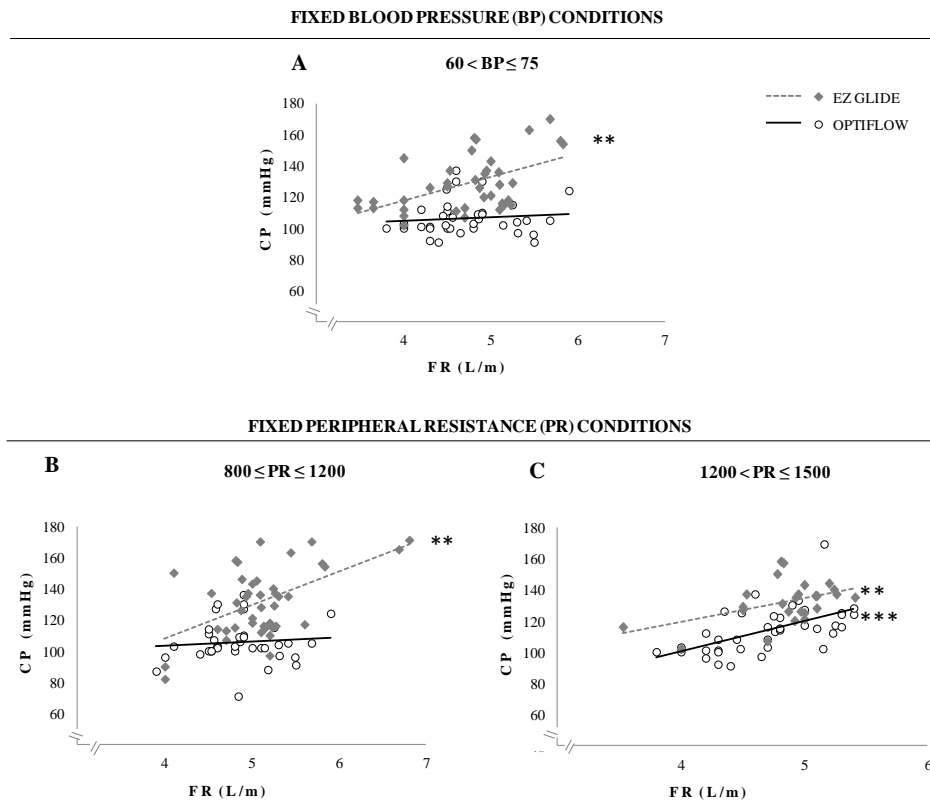 FIXED BLOOD PRESSURE (BP) CONDITIONS
A
60 < BP ≤ 75
EZ GLIDE
OPTIFLOW
180
160
140
120
100
80
60
CP (mmHg)
**
4 5 6 7
FR (L/m)
FIXED PERIPHERAL RESISTANCE (PR) CONDITIONS
B
800 ≤ PR ≤ 1200
180
160
140
120
100
80
60
CP (mmHg)
**
4 5 6 7
FR (L/m)
C
1200 < PR ≤ 1500
180
160
140
120
100
80
60
CP (mmHg)
**
***
4 5 6
FR (L/m)